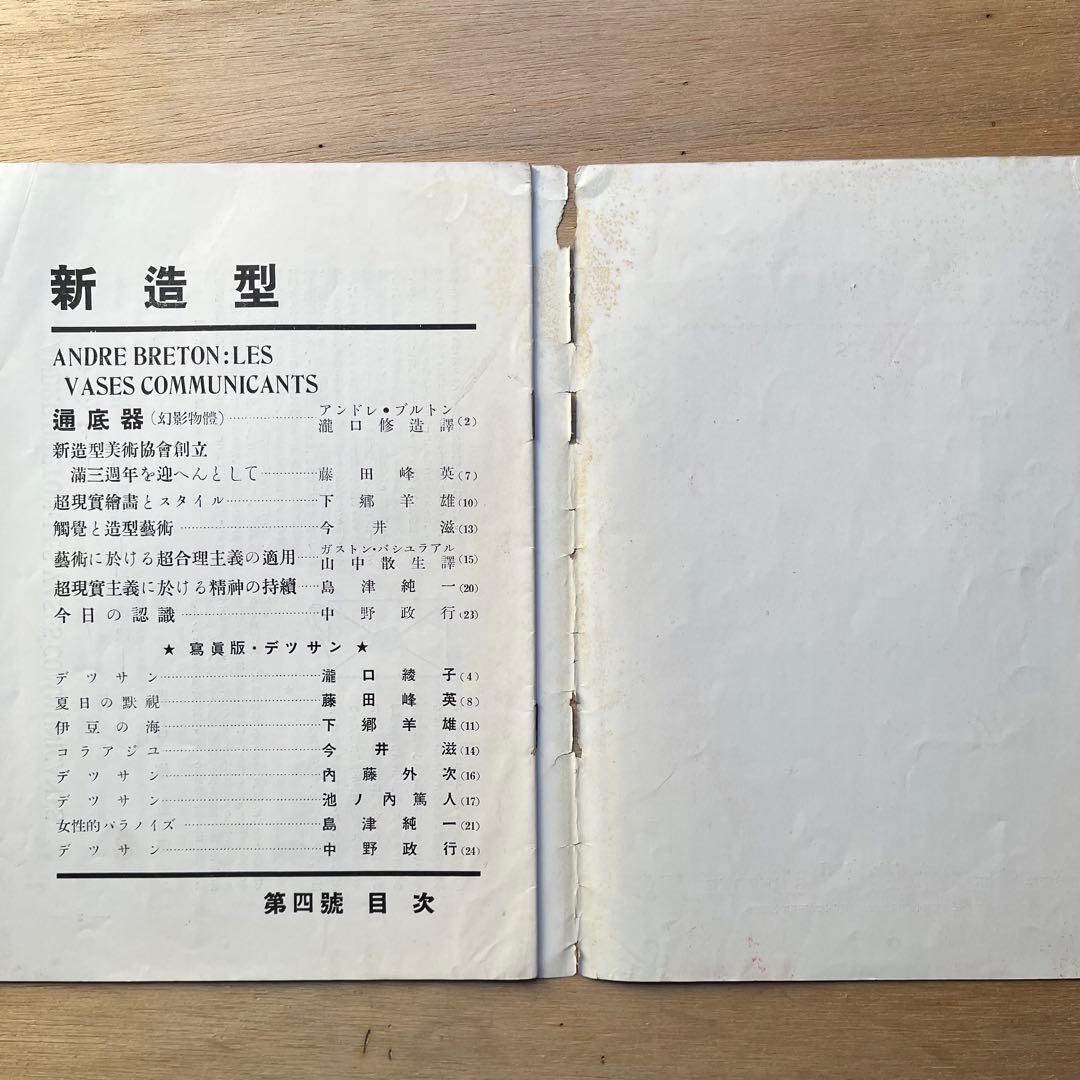 新造型
ANDRE BRETON: LES
VASES COMMUNICANTS
通底器（幻影物體）…………アンドレ・ブルトン 瀧口修造譯 (2)
新造型美術協會創立
滿三週年を迎へんとして…………藤田峰英 (7)
超現實繪畫とスタイル…………下郷羊雄 (10)
觸覺と造型藝術…………今井滋 (13)
藝術に於ける超合理主義の適用……ガストン・バシユラアル 山中散生譯 (15)
超現實主義に於ける精神の持續……島津純一 (20)
今日の認識…………中野政行 (23)
★ 寫眞版・デツサン ★
デツサン…………瀧口綾子 (4)
夏日の默視…………藤田峰英 (8)
伊豆の海…………下郷羊雄 (11)
コラアジユ…………今井滋 (14)
デツサン…………內藤外次 (16)
デツサン…………池ノ內篤人 (17)
女性的パラノイズ…………島津純一 (21)
デツサン…………中野政行 (24)
第四號 目次